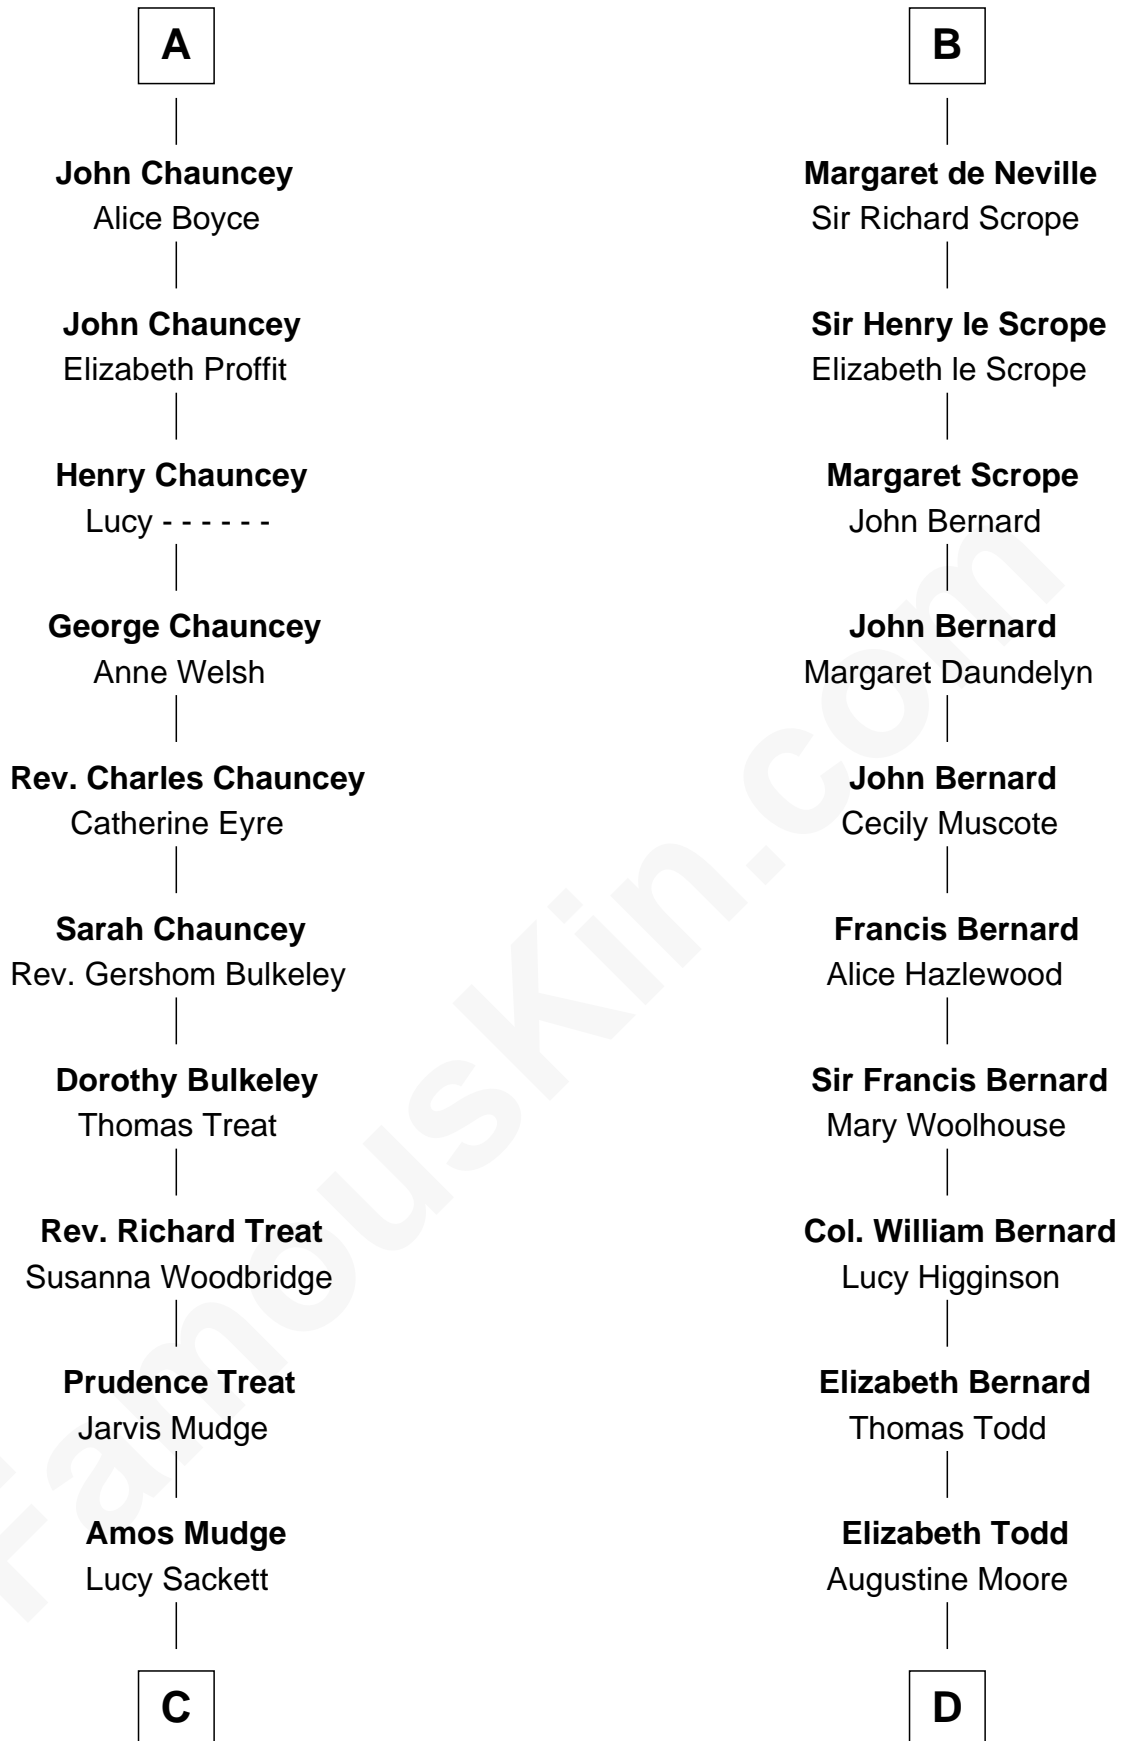 A
John Chauncey
Alice Boyce
John Chauncey
Elizabeth Proffit
Henry Chauncey
Lucy - - - - - -
George Chauncey
Anne Welsh
Rev. Charles Chauncey
Catherine Eyre
Sarah Chauncey
Rev. Gershom Bulkeley
Dorothy Bulkeley
Thomas Treat
Rev. Richard Treat
Susanna Woodbridge
Prudence Treat
Jarvis Mudge
Amos Mudge
Lucy Sackett
C
B
Margaret de Neville
Sir Richard Scrope
Sir Henry le Scrope
Elizabeth le Scrope
Margaret Scrope
John Bernard
John Bernard
Margaret Daundelyn
John Bernard
Cecily Muscote
Francis Bernard
Alice Hazlewood
Sir Francis Bernard
Mary Woolhouse
Col. William Bernard
Lucy Higginson
Elizabeth Bernard
Thomas Todd
Elizabeth Todd
Augustine Moore
D
FamousKin.com